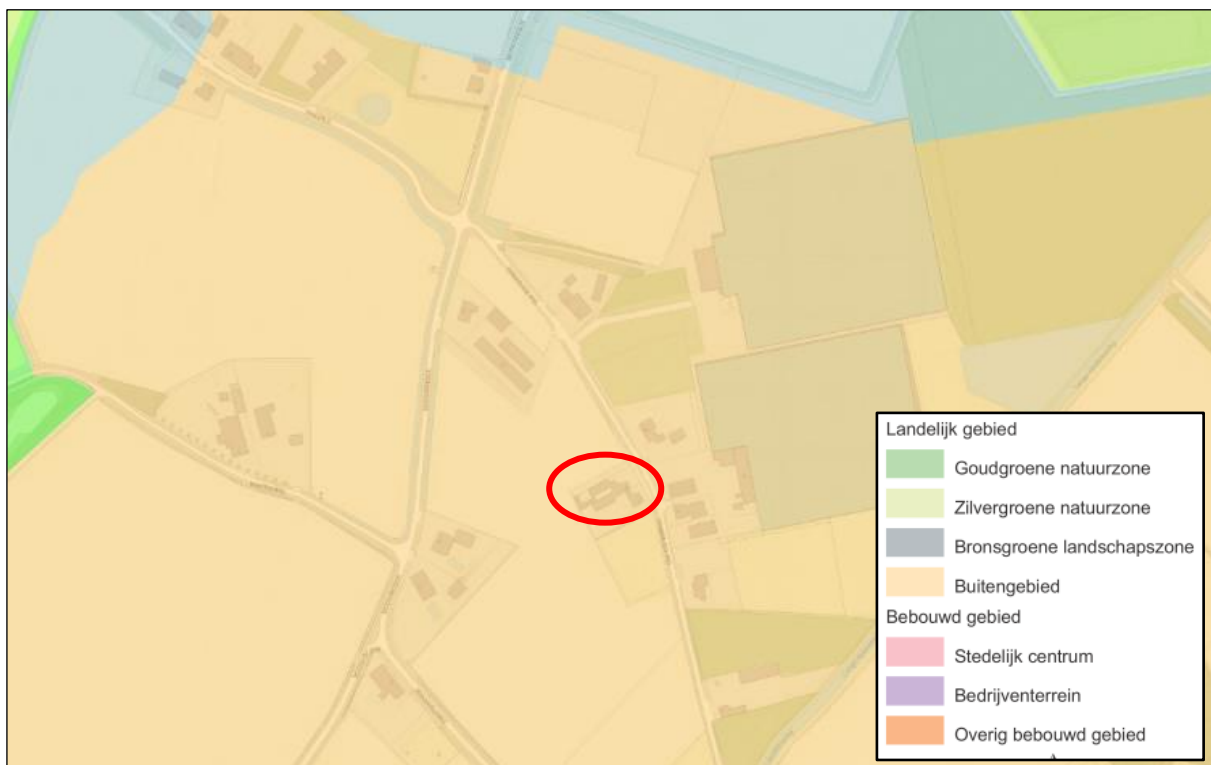 Landelijk gebied
Goudgroene natuurzone
Zilvergroene natuurzone
Bronsgroene landschapszone
Buitengebied
Bebouwd gebied
Stedelijk centrum
Bedrijventerrein
Overig bebouwd gebied